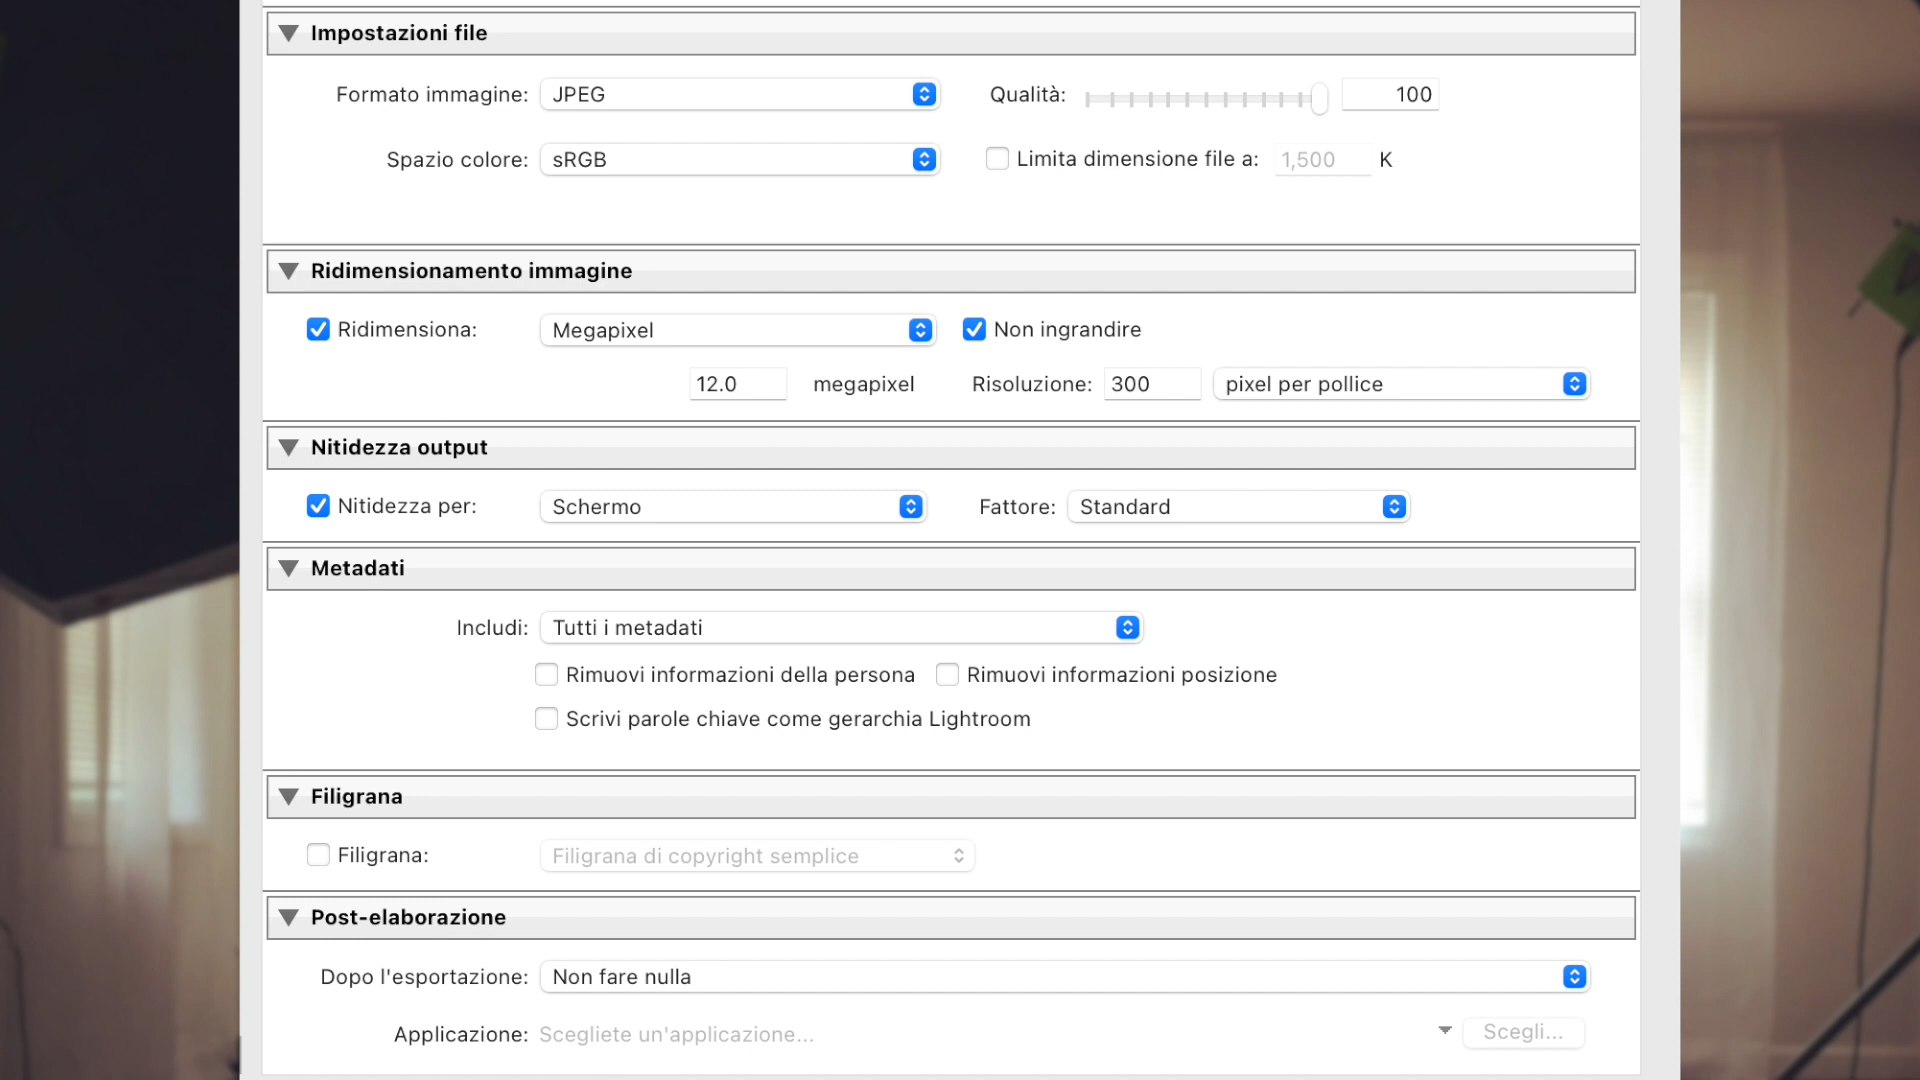 Impostazioni file
Formato immagine: JPEG Qualità: 100
Spazio colore: sRGB Limita dimensione file a: 1,500 K
Ridimensionamento immagine
Ridimensiona: Megapixel Non ingrandire
12.0 megapixel Risoluzione: 300 pixel per pollice
Nitidezza output
Nitidezza per: Schermo Fattore: Standard
Metadati
Includi: Tutti i metadati
Rimuovi informazioni della persona Rimuovi informazioni posizione
Scrivi parole chiave come gerarchia Lightroom
Filigrana
Filigrana: Filigrana di copyright semplice
Post-elaborazione
Dopo l'esportazione: Non fare nulla
Applicazione: Scegliete un'applicazione... Scegli...